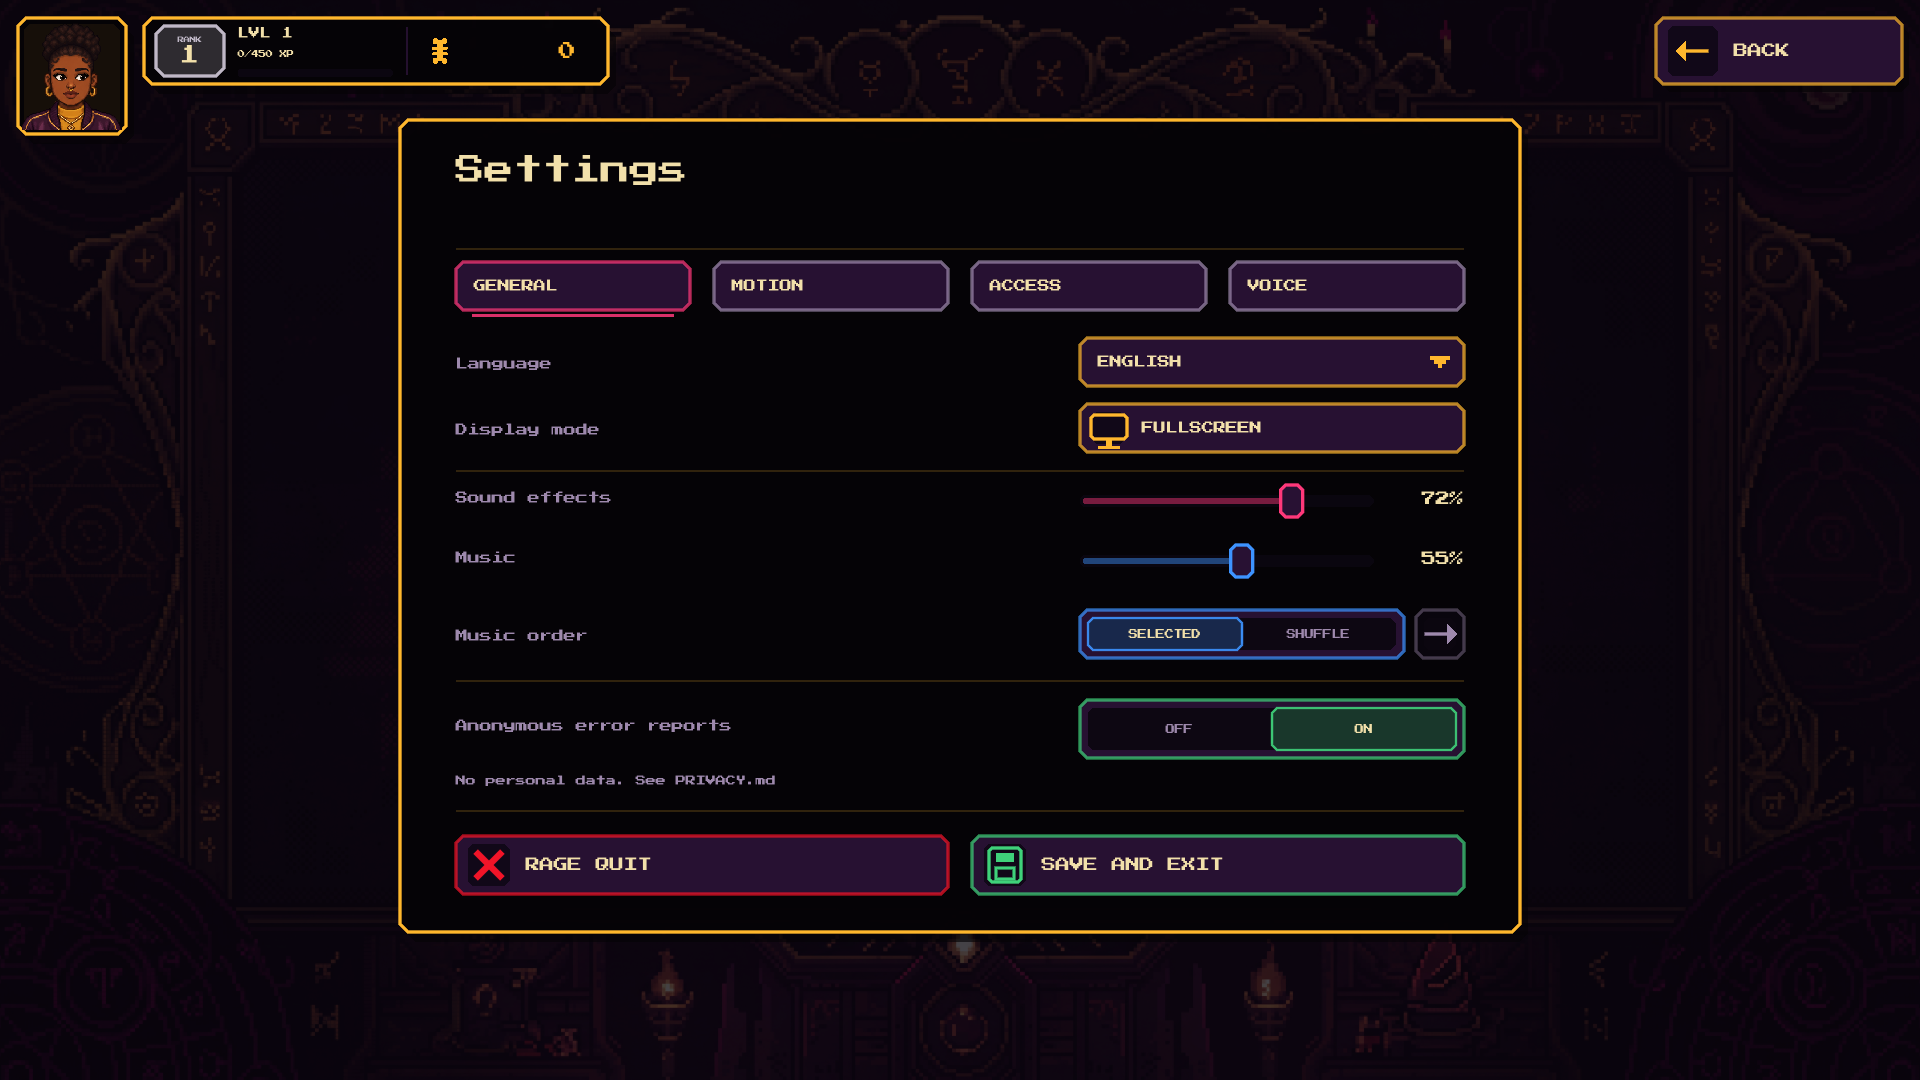 RANK
1
LVL 1
0/450 XP
0
BACK
Settings
GENERAL
MOTION
ACCESS
VOICE
Language
ENGLISH
Display mode
FULLSCREEN
Sound effects
72%
Music
55%
Music order
SELECTED
SHUFFLE
Anonymous error reports
OFF
ON
No personal data. See PRIVACY.md
RAGE QUIT
SAVE AND EXIT